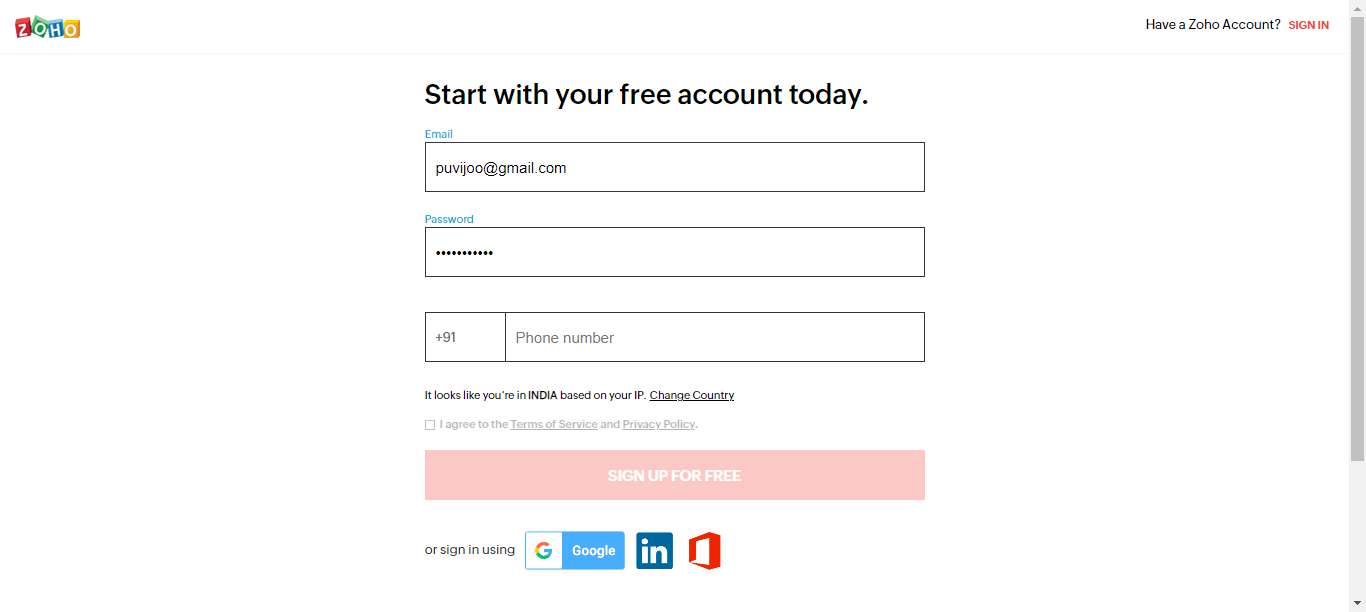 ZOHO
Have a Zoho Account? SIGN IN
Start with your free account today.
Email
puvijoo@gmail.com
Password
•••••••••••
+91 Phone number
It looks like you're in INDIA based on your IP. Change Country
I agree to the Terms of Service and Privacy Policy.
SIGN UP FOR FREE
or sign in using G Google in